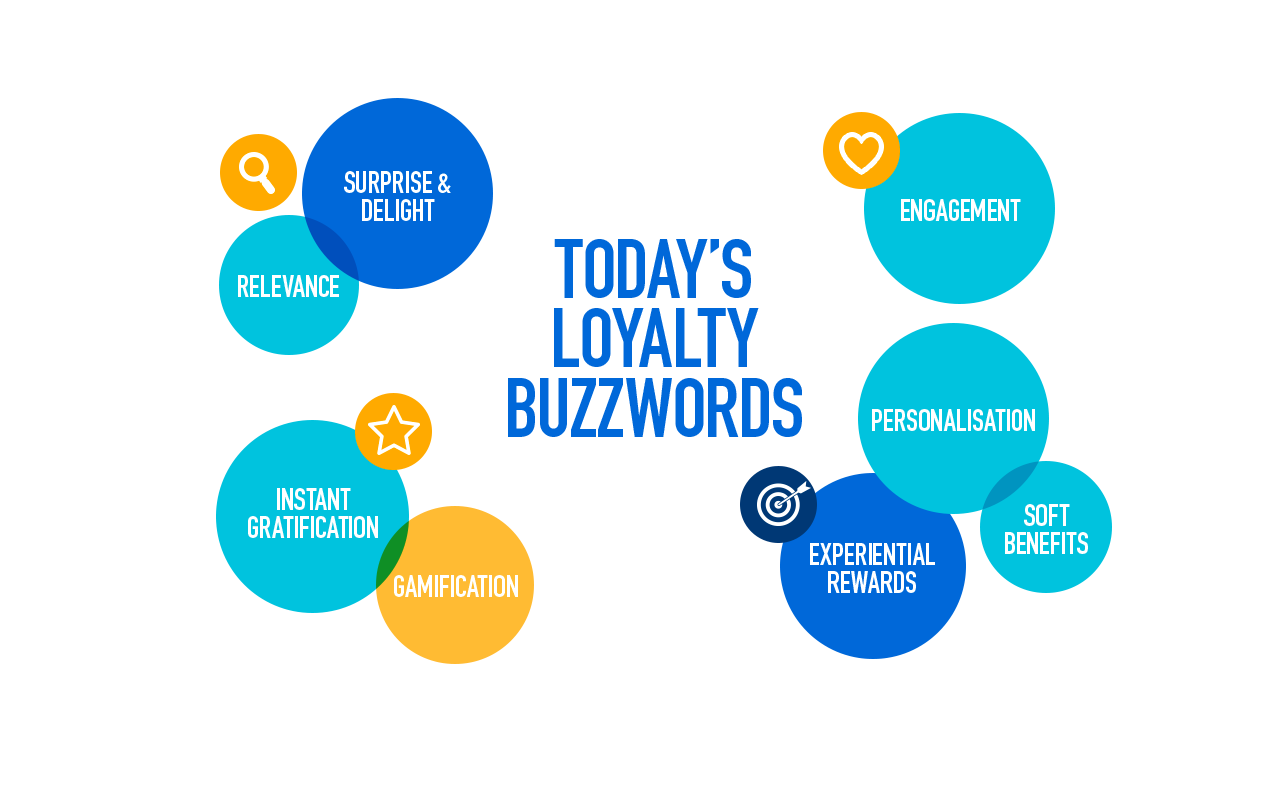 SURPRISE &
DELIGHT
RELEVANCE
INSTANT
GRATIFICATION
GAMIFICATION
TODAY'S
LOYALTY
BUZZWORDS
ENGAGEMENT
PERSONALISATION
SOFT
BENEFITS
EXPERIENTIAL
REWARDS